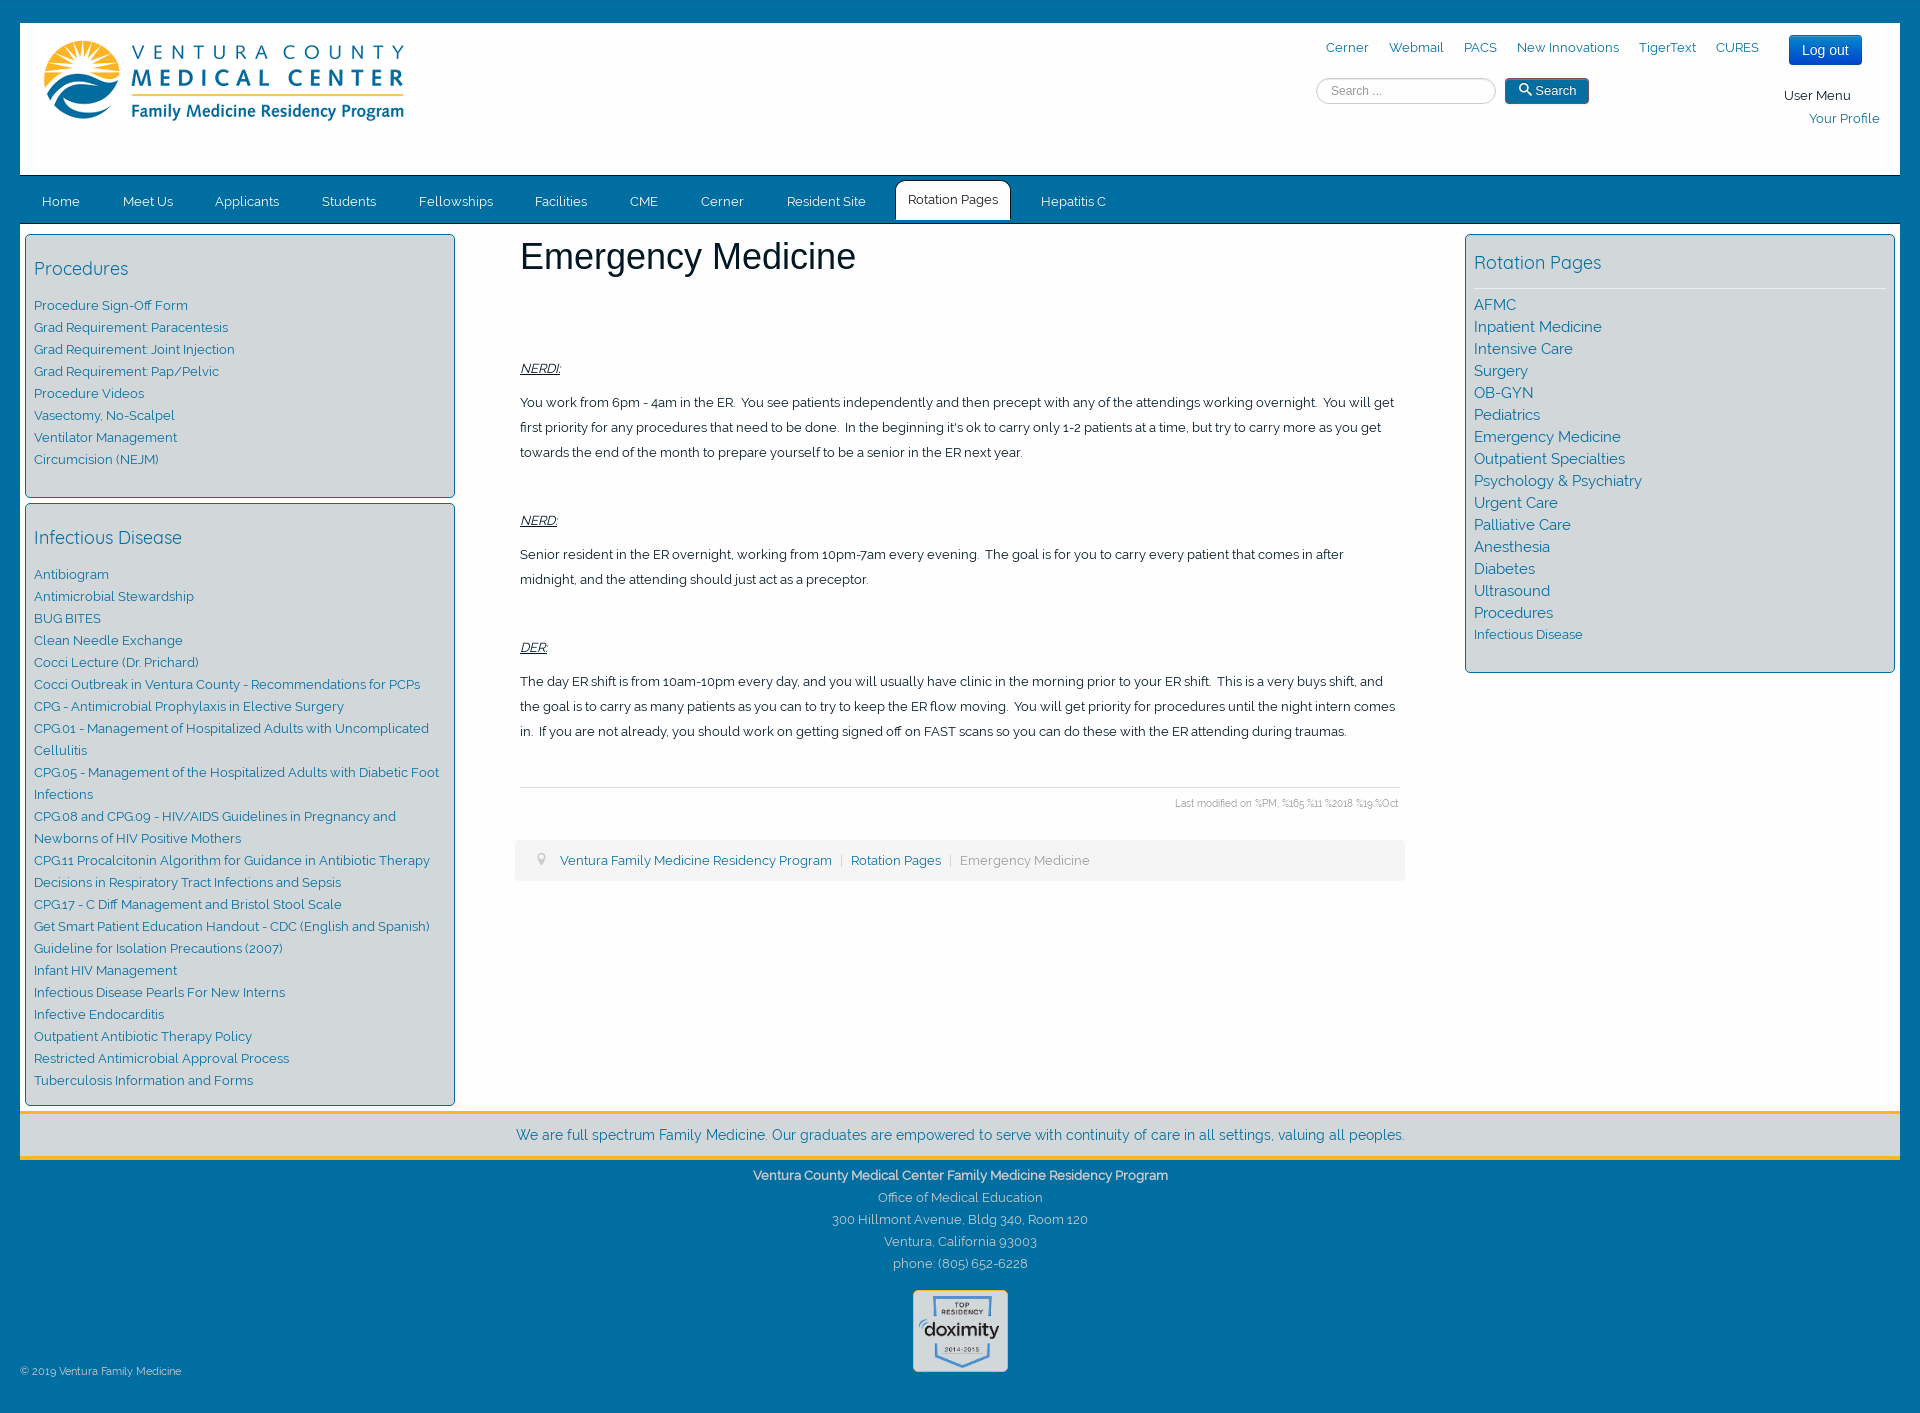 VENTURA COUNTY
MEDICAL CENTER
Family Medicine Residency Program
Cerner Webmail PACS New Innovations TigerText CURES
Log out
Search ...
Search
User Menu
Your Profile
Home Meet Us Applicants Students Fellowships Facilities CME Cerner Resident Site Rotation Pages Hepatitis C
Procedures
Procedure Sign-Off Form
Grad Requirement: Paracentesis
Grad Requirement: Joint Injection
Grad Requirement: Pap/Pelvic
Procedure Videos
Vasectomy, No-Scalpel
Ventilator Management
Circumcision (NEJM)
Infectious Disease
Antibiogram
Antimicrobial Stewardship
BUG BITES
Clean Needle Exchange
Cocci Lecture (Dr. Prichard)
Cocci Outbreak in Ventura County - Recommendations for PCPs
CPG - Antimicrobial Prophylaxis in Elective Surgery
CPG.01 - Management of Hospitalized Adults with Uncomplicated
Cellulitis
CPG.05 - Management of the Hospitalized Adults with Diabetic Foot
Infections
CPG.08 and CPG.09 - HIV/AIDS Guidelines in Pregnancy and
Newborns of HIV Positive Mothers
CPG.11 Procalcitonin Algorithm for Guidance in Antibiotic Therapy
Decisions in Respiratory Tract Infections and Sepsis
CPG.17 - C Diff Management and Bristol Stool Scale
Get Smart Patient Education Handout - CDC (English and Spanish)
Guideline for Isolation Precautions (2007)
Infant HIV Management
Infectious Disease Pearls For New Interns
Infective Endocarditis
Outpatient Antibiotic Therapy Policy
Restricted Antimicrobial Approval Process
Tuberculosis Information and Forms
Emergency Medicine
NERDI:
You work from 6pm - 4am in the ER. You see patients independently and then precept with any of the attendings working overnight. You will get
first priority for any procedures that need to be done. In the beginning it's ok to carry only 1-2 patients at a time, but try to carry more as you get
towards the end of the month to prepare yourself to be a senior in the ER next year.
NERD:
Senior resident in the ER overnight, working from 10pm-7am every evening. The goal is for you to carry every patient that comes in after
midnight, and the attending should just act as a preceptor.
DER:
The day ER shift is from 10am-10pm every day, and you will usually have clinic in the morning prior to your ER shift. This is a very buys shift, and
the goal is to carry as many patients as you can to try to keep the ER flow moving. You will get priority for procedures until the night intern comes
in. If you are not already, you should work on getting signed off on FAST scans so you can do these with the ER attending during traumas.
Last modified on %PM, %165 %11 %2018 %19:%Oct
Ventura Family Medicine Residency Program | Rotation Pages | Emergency Medicine
Rotation Pages
AFMC
Inpatient Medicine
Intensive Care
Surgery
OB-GYN
Pediatrics
Emergency Medicine
Outpatient Specialties
Psychology & Psychiatry
Urgent Care
Palliative Care
Anesthesia
Diabetes
Ultrasound
Procedures
Infectious Disease
We are full spectrum Family Medicine. Our graduates are empowered to serve with continuity of care in all settings, valuing all peoples.
Ventura County Medical Center Family Medicine Residency Program
Office of Medical Education
300 Hillmont Avenue, Bldg 340, Room 120
Ventura, California 93003
phone: (805) 652-6228
TOP
RESIDENCY
doximity
2014-2015
© 2019 Ventura Family Medicine